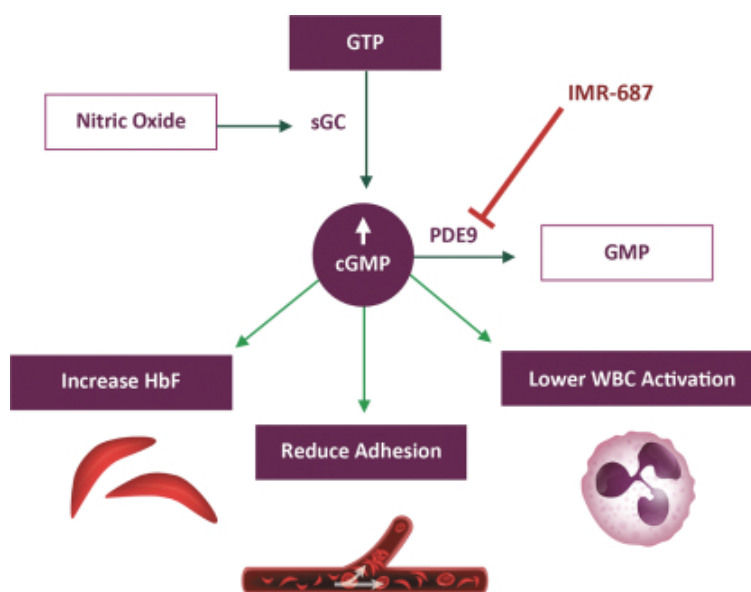 GTP
IMR-687
Nitric Oxide
sGC
PDE9
cGMP
GMP
Increase HbF
Lower WBC Activation
Reduce Adhesion